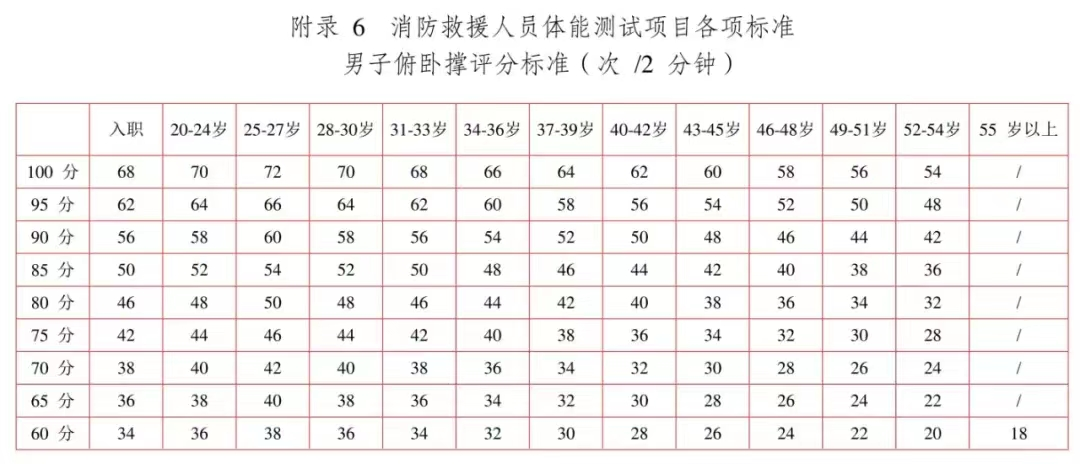 附录 6 消防救援人员体能测试项目各项标准
男子俯卧撑评分标准（次 /2 分钟）
入职 20-24岁 25-27岁 28-30岁 31-33岁 34-36岁 37-39岁 40-42岁 43-45岁 46-48岁 49-51岁 52-54岁 55 岁以上
100 分 68 70 72 70 68 66 64 62 60 58 56 54 /
95 分 62 64 66 64 62 60 58 56 54 52 50 48 /
90 分 56 58 60 58 56 54 52 50 48 46 44 42 /
85 分 50 52 54 52 50 48 46 44 42 40 38 36 /
80 分 46 48 50 48 46 44 42 40 38 36 34 32 /
75 分 42 44 46 44 42 40 38 36 34 32 30 28 /
70 分 38 40 42 40 38 36 34 32 30 28 26 24 /
65 分 36 38 40 38 36 34 32 30 28 26 24 22 /
60 分 34 36 38 36 34 32 30 28 26 24 22 20 18